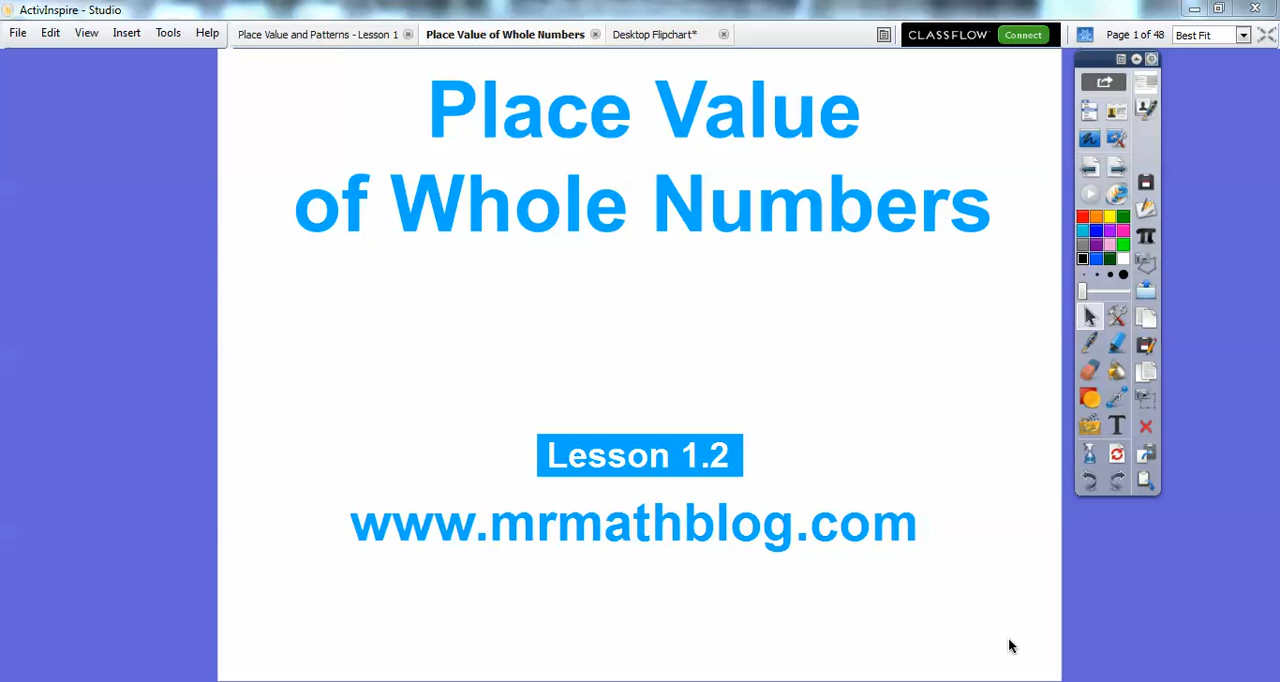 ActivInspire - Studio
File Edit View Insert Tools Help
Place Value and Patterns - Lesson 1 Place Value of Whole Numbers Desktop Flipchart*
CLASSFLOW Connect Page 1 of 48 Best Fit
Place Value
of Whole Numbers
Lesson 1.2
www.mrmathblog.com